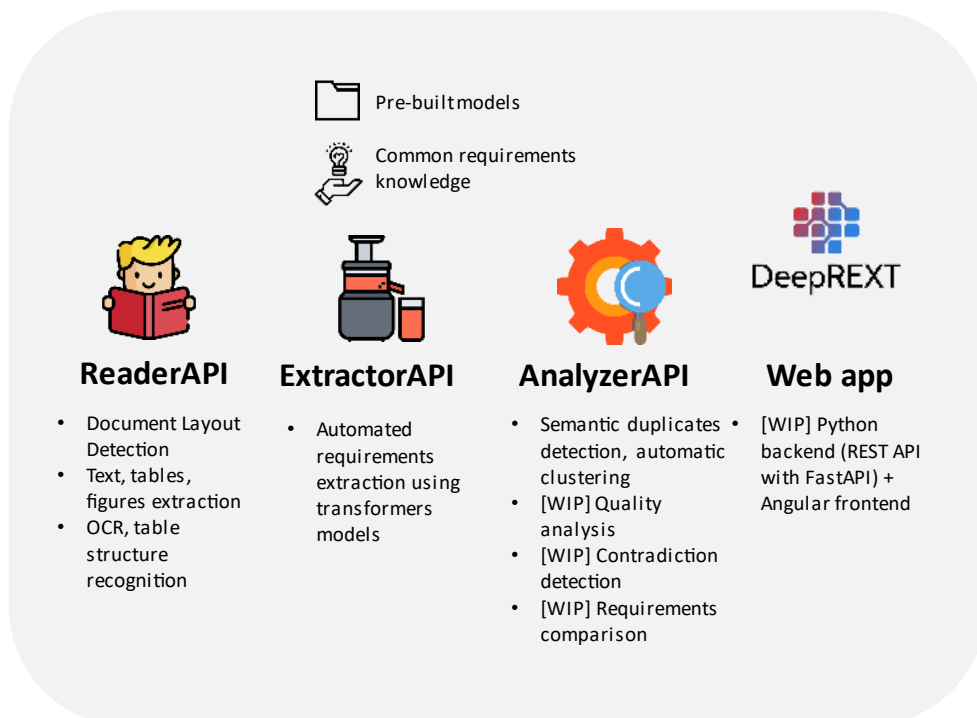 Pre-built models
Common requirements
knowledge
DeepREXT
ReaderAPI
• Document Layout
Detection
• Text, tables,
figures extraction
• OCR, table
structure
recognition
ExtractorAPI
• Automated
requirements
extraction using
transformers
models
AnalyzerAPI
• Semantic duplicates
detection, automatic
clustering
• [WIP] Quality
analysis
• [WIP] Contradiction
detection
• [WIP] Requirements
comparison
Web app
• [WIP] Python
backend (REST API
with FastAPI) +
Angular frontend